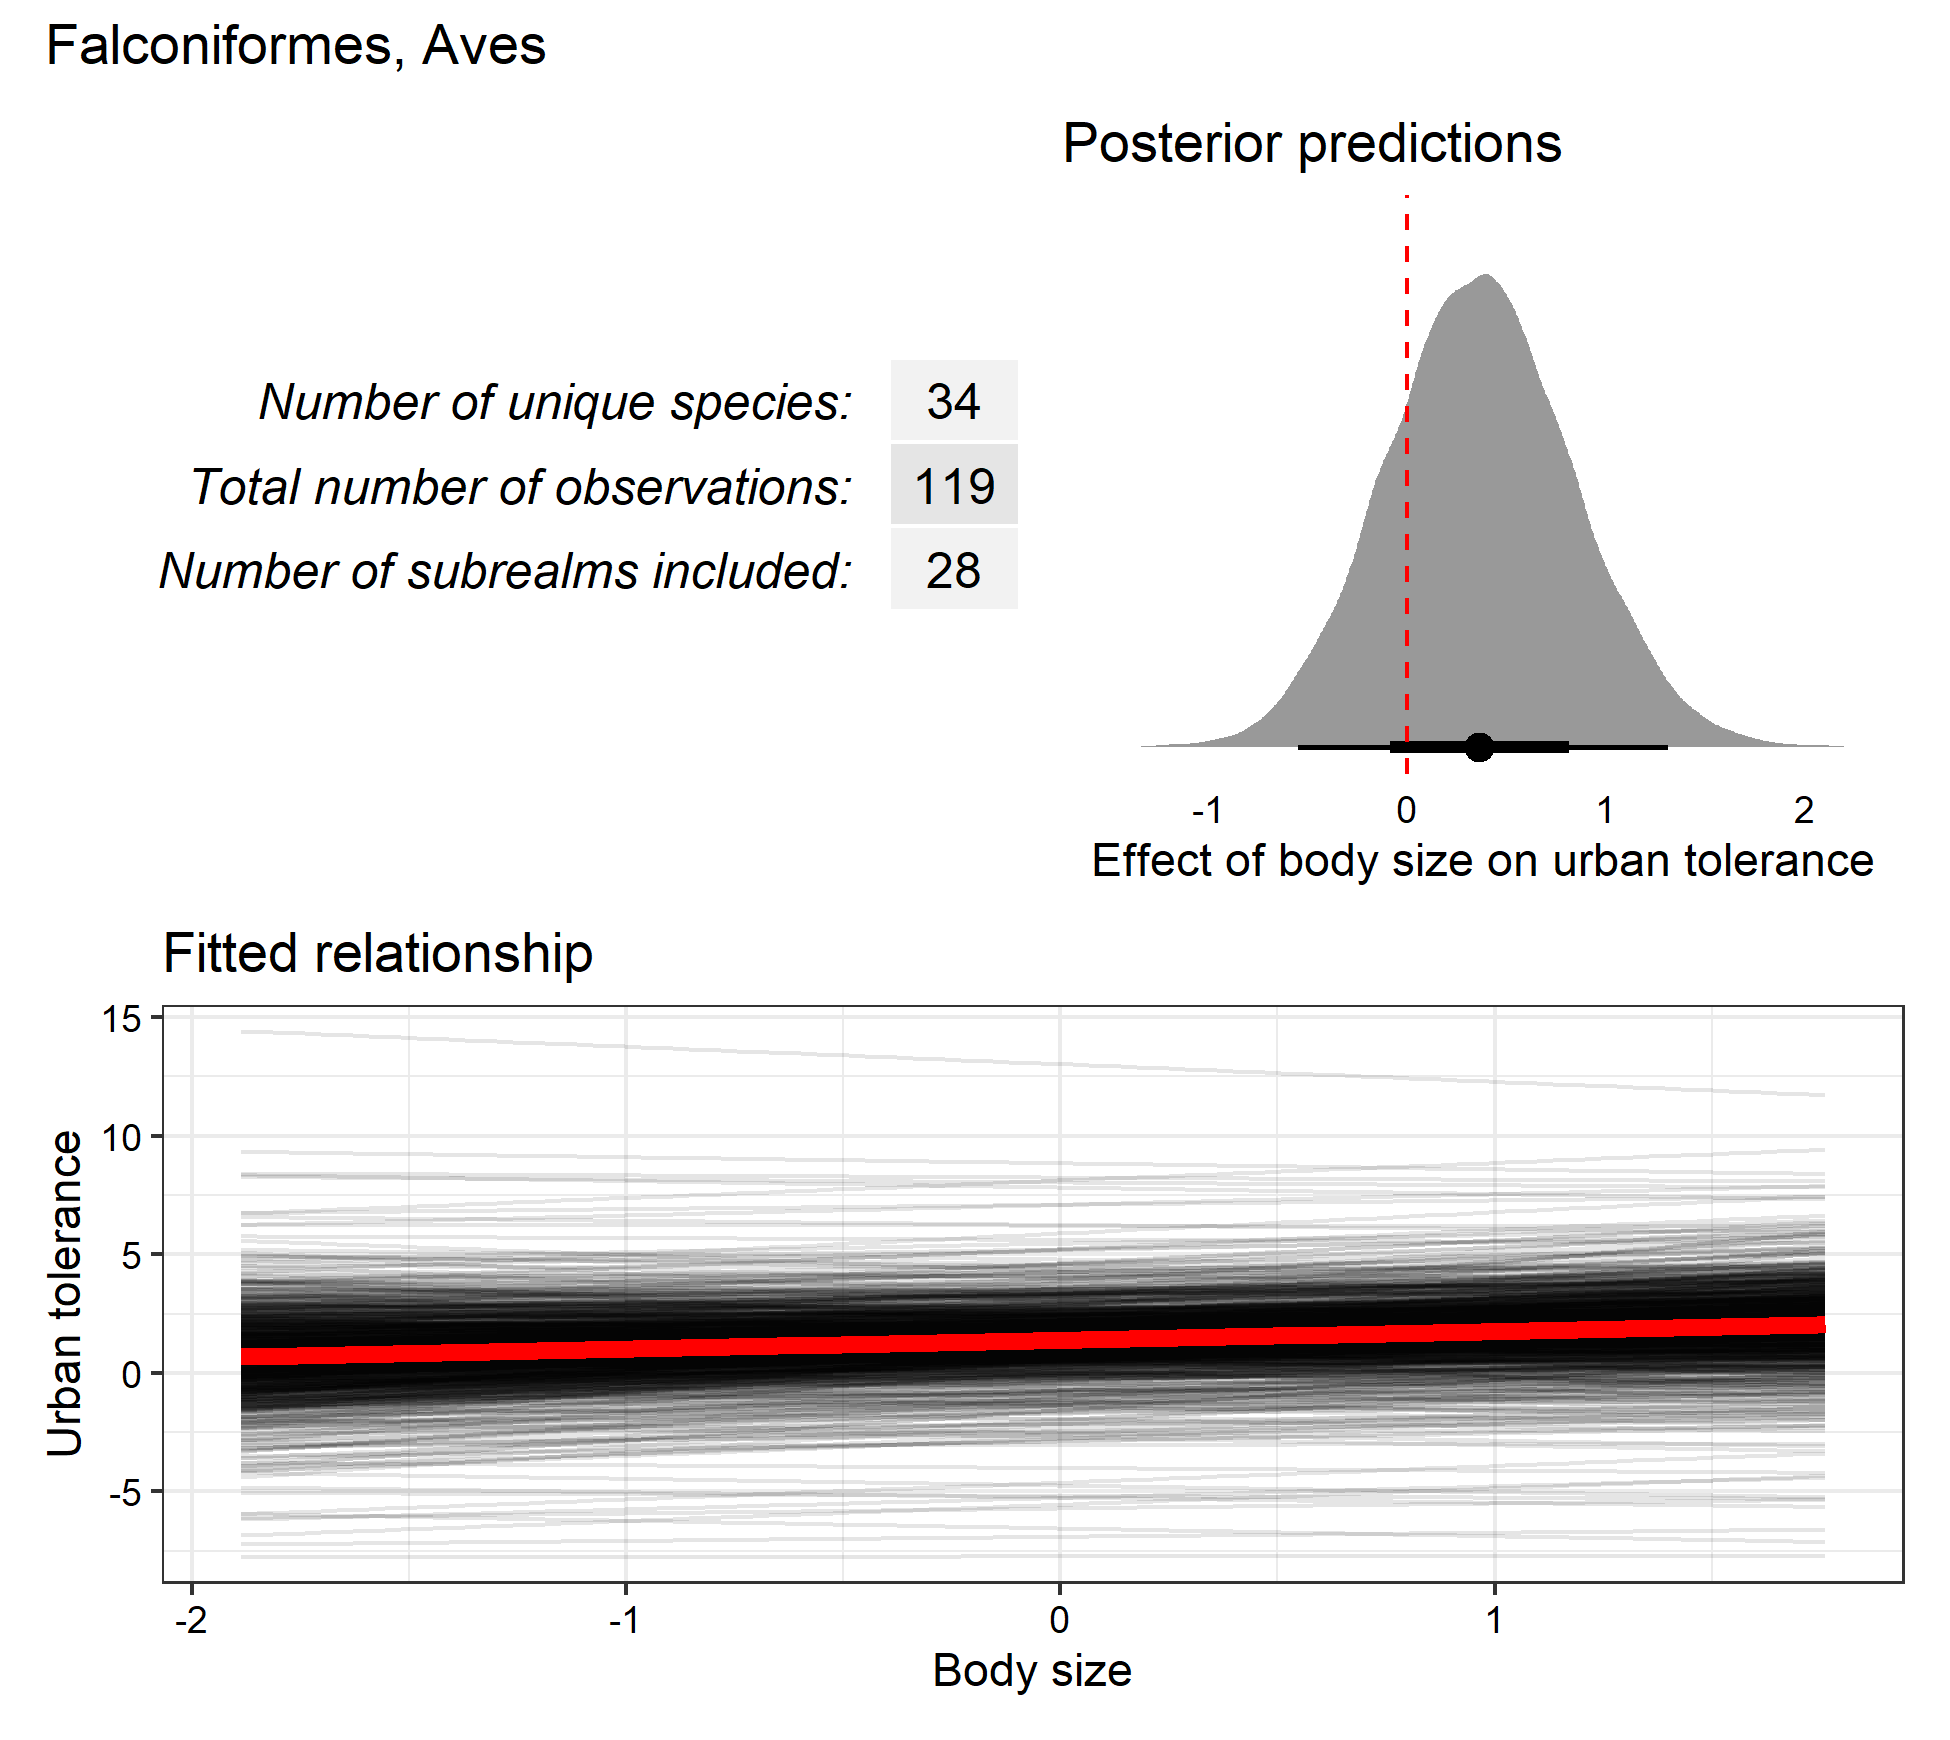 Falconiformes, Aves
Posterior predictions
Number of unique species: 34
Total number of observations: 119
Number of subrealms included: 28
-1 0 1 2
Effect of body size on urban tolerance
Fitted relationship
Urban tolerance
15
10
5
0
-5
-2 -1 0 1
Body size